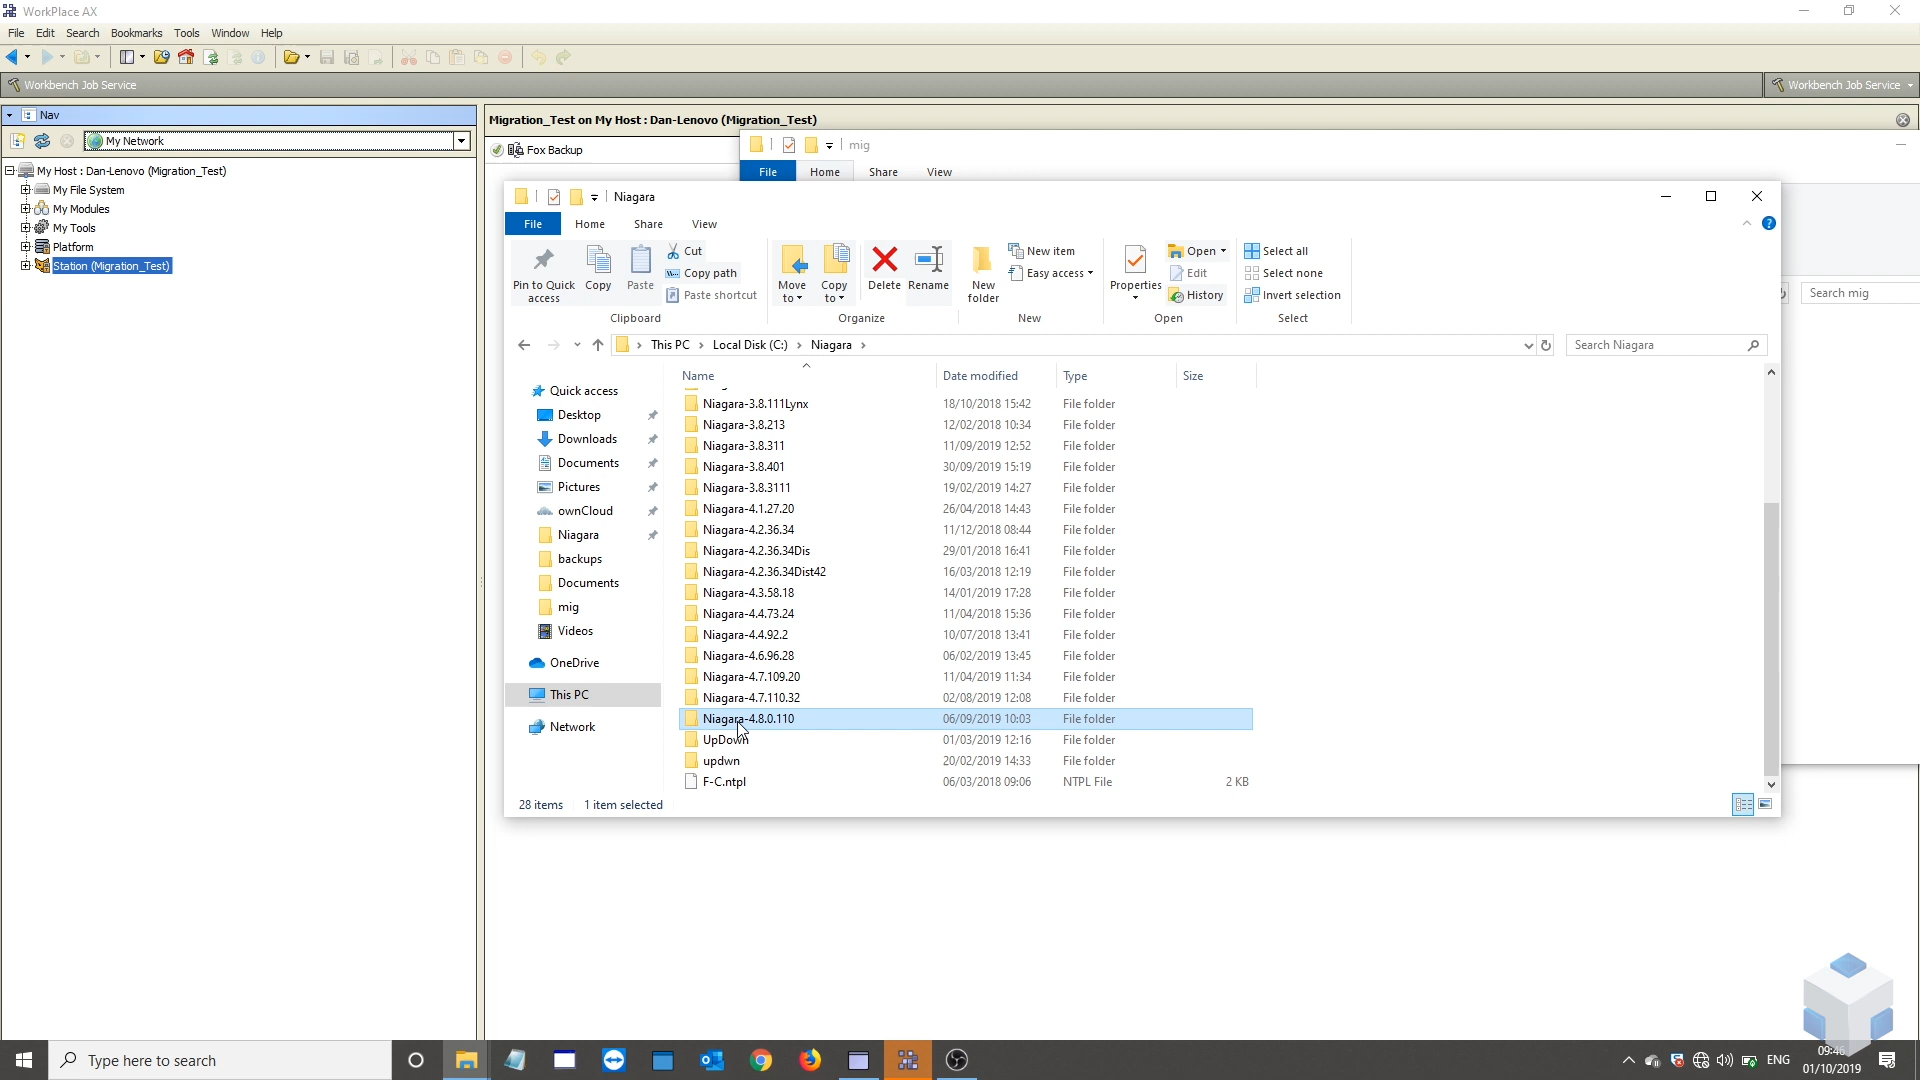 WorkPlace AX
File Edit Search Bookmarks Tools Window Help
Workbench Job Service
Workbench Job Service
Nav
My Network
My Host : Dan-Lenovo (Migration_Test)
My File System
My Modules
My Tools
Platform
Station (Migration_Test)
Migration_Test on My Host : Dan-Lenovo (Migration_Test)
Fox Backup
mig
File Home Share View
Search mig
Niagara
File Home Share View
Pin to Quick access
Copy
Paste
Cut
Copy path
Paste shortcut
Clipboard
Move to
Copy to
Delete
Rename
Organize
New folder
New item
Easy access
New
Properties
Open
Edit
History
Open
Select all
Select none
Invert selection
Select
This PC > Local Disk (C:) > Niagara >
Search Niagara
Quick access
Desktop
Downloads
Documents
Pictures
ownCloud
Niagara
backups
Documents
mig
Videos
OneDrive
This PC
Network
Name Date modified Type Size
Niagara-3.8.111Lynx 18/10/2018 15:42 File folder
Niagara-3.8.213 12/02/2018 10:34 File folder
Niagara-3.8.311 11/09/2019 12:52 File folder
Niagara-3.8.401 30/09/2019 15:19 File folder
Niagara-3.8.3111 19/02/2019 14:27 File folder
Niagara-4.1.27.20 26/04/2018 14:43 File folder
Niagara-4.2.36.34 11/12/2018 08:44 File folder
Niagara-4.2.36.34Dis 29/01/2018 16:41 File folder
Niagara-4.2.36.34Dist42 16/03/2018 12:19 File folder
Niagara-4.3.58.18 14/01/2019 17:28 File folder
Niagara-4.4.73.24 11/04/2018 15:36 File folder
Niagara-4.4.92.2 10/07/2018 13:41 File folder
Niagara-4.6.96.28 06/02/2019 13:45 File folder
Niagara-4.7.109.20 11/04/2019 11:34 File folder
Niagara-4.7.110.32 02/08/2019 12:08 File folder
Niagara-4.8.0.110 06/09/2019 10:03 File folder
UpDown 01/03/2019 12:16 File folder
updwn 20/02/2019 14:33 File folder
F-C.ntpl 06/03/2018 09:06 NTPL File 2 KB
28 items 1 item selected
Type here to search
ENG
09:46
01/10/2019